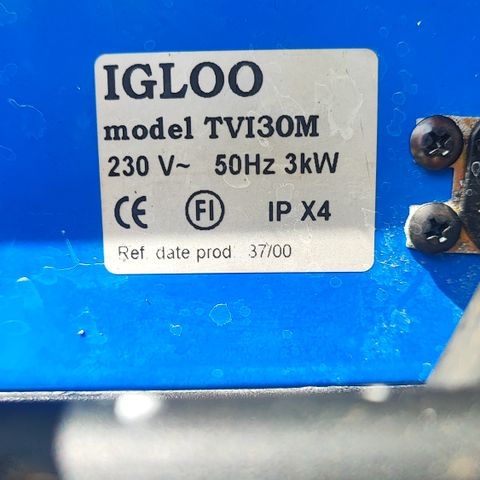 IGLOO
model TVI30M
230 V~ 50Hz 3kW
CE FI IP X4
Ref. date prod. 37/00